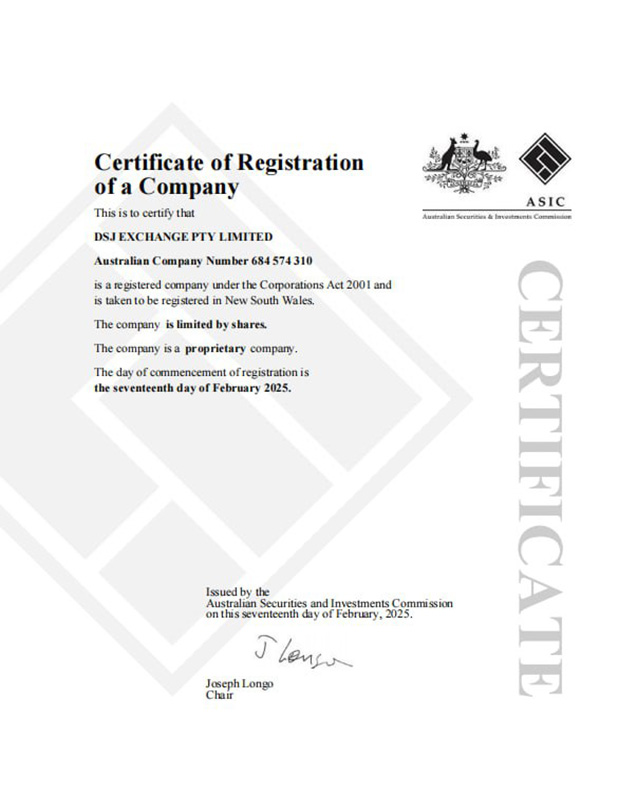 Certificate of Registration
of a Company
This is to certify that
DSJ EXCHANGE PTY LIMITED
Australian Company Number 684 574 310
is a registered company under the Corporations Act 2001 and
is taken to be registered in New South Wales.
The company is limited by shares.
The company is a proprietary company.
The day of commencement of registration is
the seventeenth day of February 2025.
ASIC
Australian Securities & Investments Commission
CERTIFICATE
Issued by the
Australian Securities and Investments Commission
on this seventeenth day of February, 2025.
J Longo
Joseph Longo
Chair